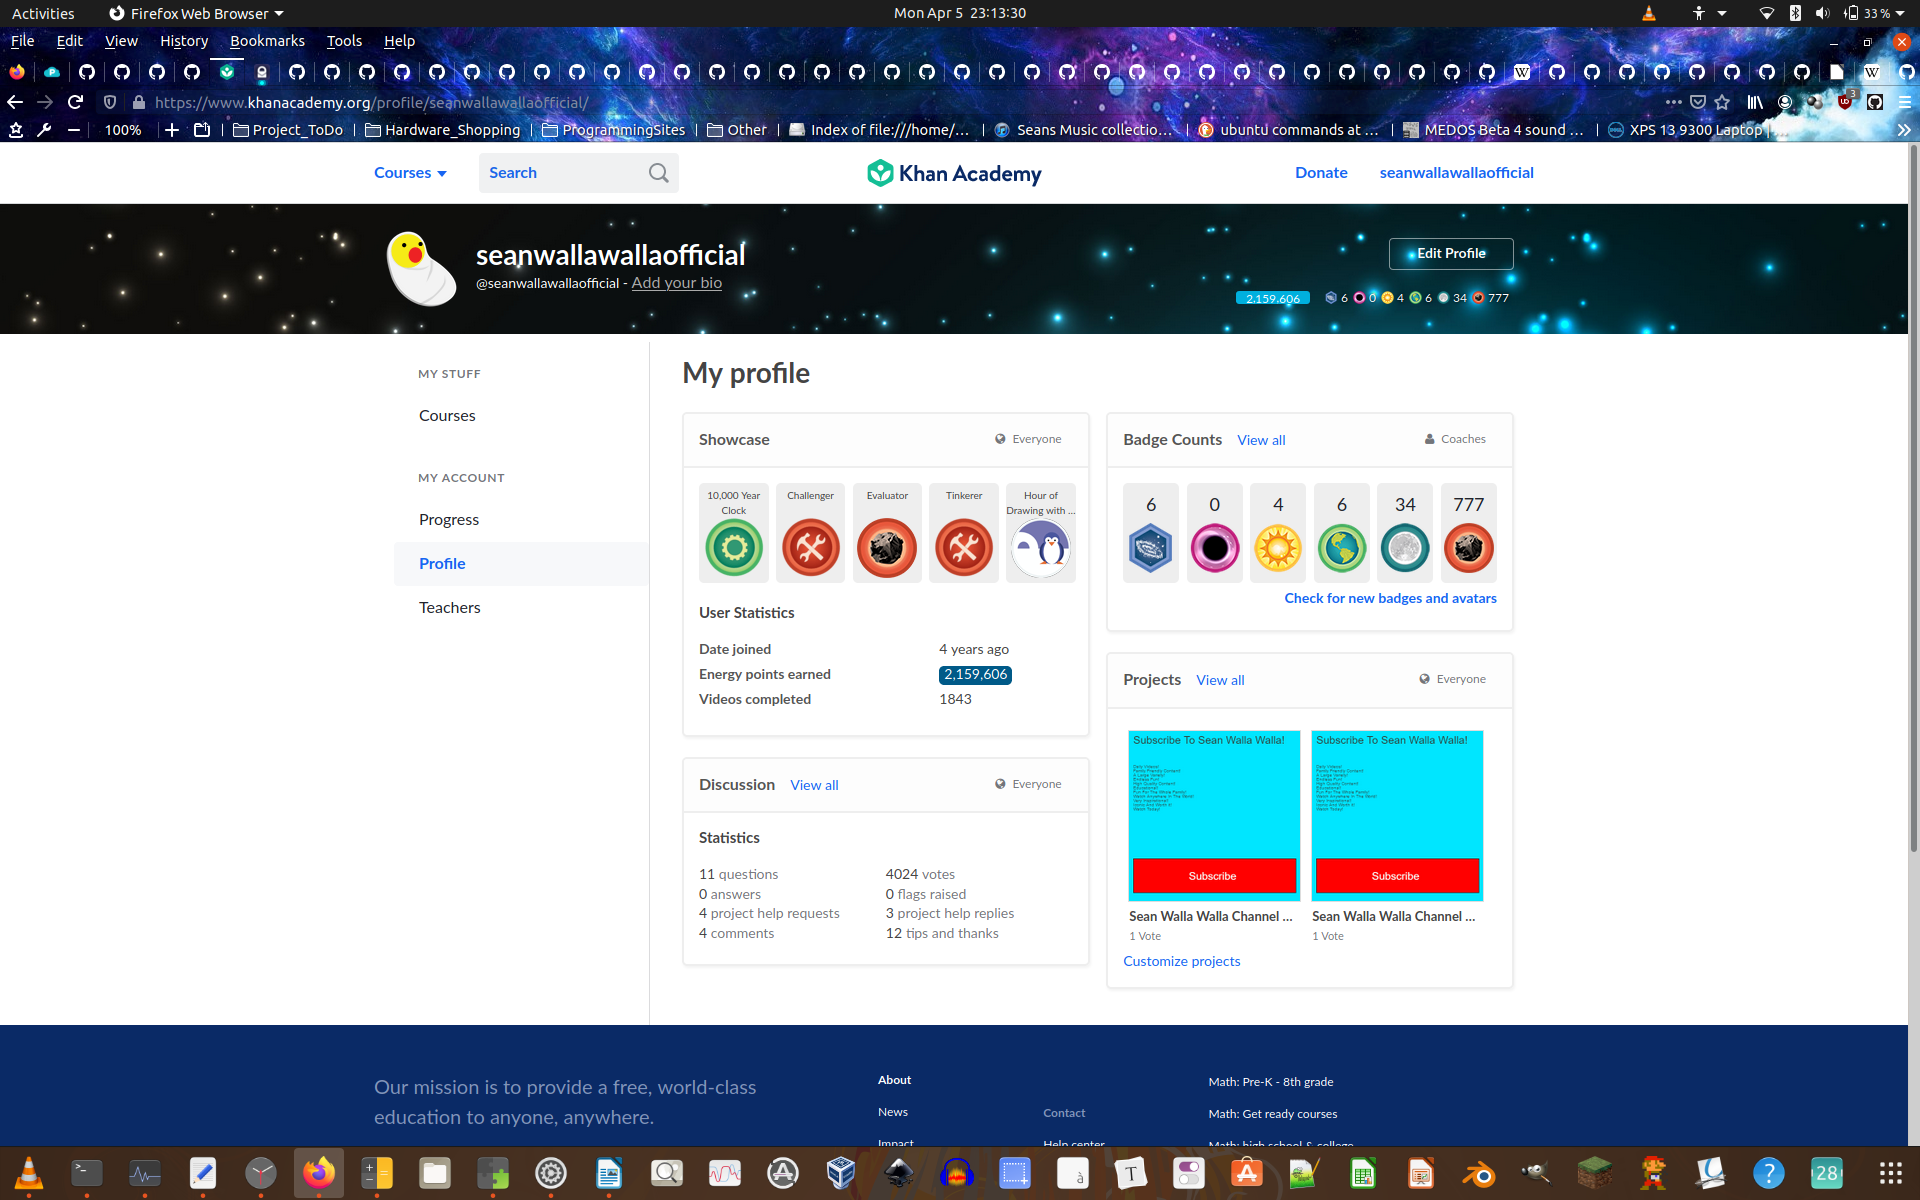 Activities
Firefox Web Browser
Mon Apr 5 23:13:30
33 %
File Edit View History Bookmarks Tools Help
https://www.khanacademy.org/profile/seanwallawallaofficial/
3
100%
Project_ToDo
Hardware_Shopping
ProgrammingSites
Other
Index of file:///home/...
Seans Music collectio...
ubuntu commands at ...
MEDOS Beta 4 sound ...
XPS 13 9300 Laptop | ...
Courses
Search
Khan Academy
Donate
seanwallawallaofficial
seanwallawallaofficial
@seanwallawallaofficial - Add your bio
Edit Profile
2,159,606
6 0 4 6 34 777
MY STUFF
Courses
MY ACCOUNT
Progress
Profile
Teachers
My profile
Showcase
Everyone
10,000 Year Clock
Challenger
Evaluator
Tinkerer
Hour of Drawing with ...
User Statistics
Date joined 4 years ago
Energy points earned 2,159,606
Videos completed 1843
Discussion View all
Everyone
Statistics
11 questions 4024 votes
0 answers 0 flags raised
4 project help requests 3 project help replies
4 comments 12 tips and thanks
Badge Counts View all
Coaches
6 0 4 6 34 777
Check for new badges and avatars
Projects View all
Everyone
Subscribe To Sean Walla Walla!
Subscribe To Sean Walla Walla!
Subscribe
Subscribe
Sean Walla Walla Channel ...
Sean Walla Walla Channel ...
1 Vote
1 Vote
Customize projects
Our mission is to provide a free, world-class
education to anyone, anywhere.
About
News
Impact
Contact
Help center
Math: Pre-K - 8th grade
Math: Get ready courses
Math: high school & college
28